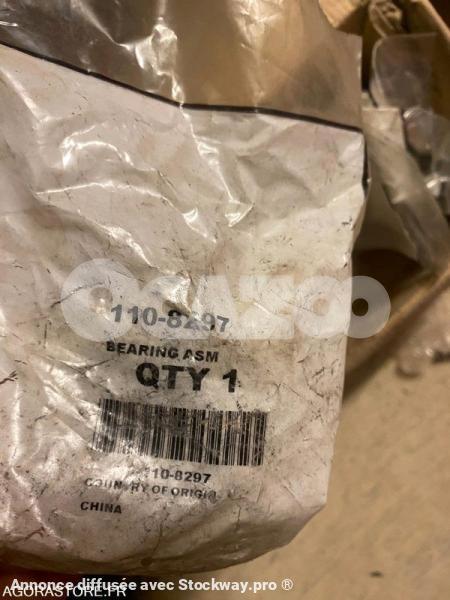 OCAZOO
110-8297
BEARING ASM
QTY 1
110-8297
COUNTRY OF ORIGIN
CHINA
Annonce diffusée avec Stockway.pro ®
AGORASTORE.FR